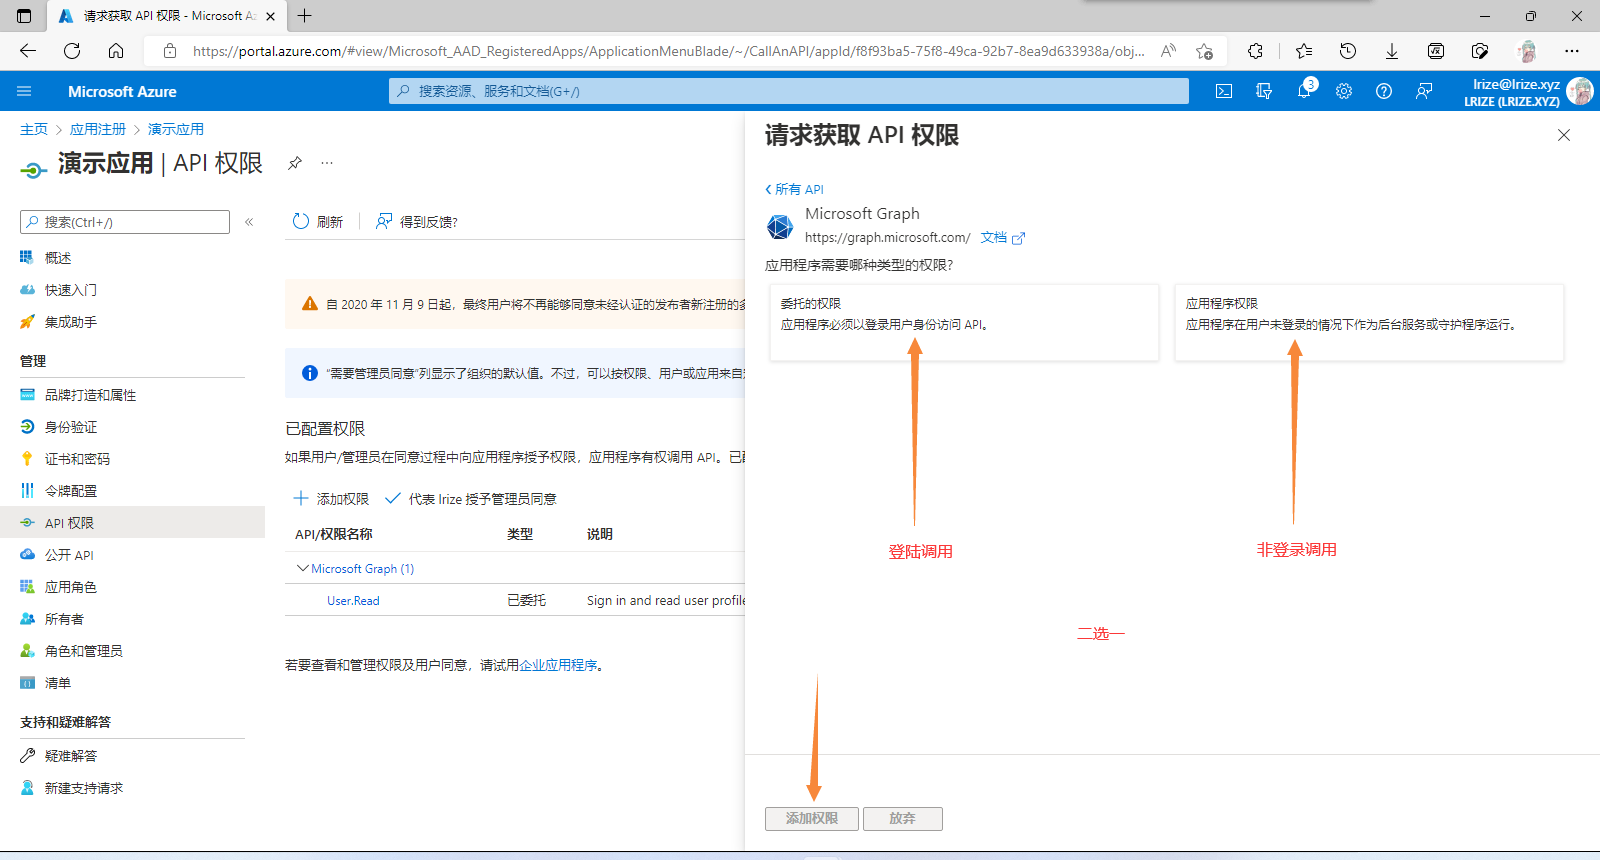 请求获取 API 权限 - Microsoft Az
https://portal.azure.com/#view/Microsoft_AAD_RegisteredApps/ApplicationMenuBlade/~/CallAnAPI/appId/f8f93ba5-75f8-49ca-92b7-8ea9d633938a/obj...
Microsoft Azure
搜索资源、服务和文档(G+/)
3
lrize@lrize.xyz
LRIZE (LRIZE.XYZ)
主页 > 应用注册 > 演示应用
演示应用 | API 权限
搜索(Ctrl+/)
概述
快速入门
集成助手
管理
品牌打造和属性
身份验证
证书和密码
令牌配置
API 权限
公开 API
应用角色
所有者
角色和管理员
清单
支持和疑难解答
疑难解答
新建支持请求
刷新
得到反馈?
自 2020 年 11 月 9 日起，最终用户将不再能够同意未经认证的发布者新注册的多
“需要管理员同意”列显示了组织的默认值。不过，可以按权限、用户或应用来自定
已配置权限
如果用户/管理员在同意过程中向应用程序授予权限，应用程序有权调用 API。已配
添加权限
代表 lrize 授予管理员同意
API/权限名称 类型 说明
Microsoft Graph (1)
User.Read 已委托 Sign in and read user profile
若要查看和管理权限及用户同意，请试用企业应用程序。
请求获取 API 权限
所有 API
Microsoft Graph
https://graph.microsoft.com/ 文档
应用程序需要哪种类型的权限?
委托的权限
应用程序必须以登录用户身份访问 API。
应用程序权限
应用程序在用户未登录的情况下作为后台服务或守护程序运行。
登陆调用
非登录调用
二选一
添加权限
放弃